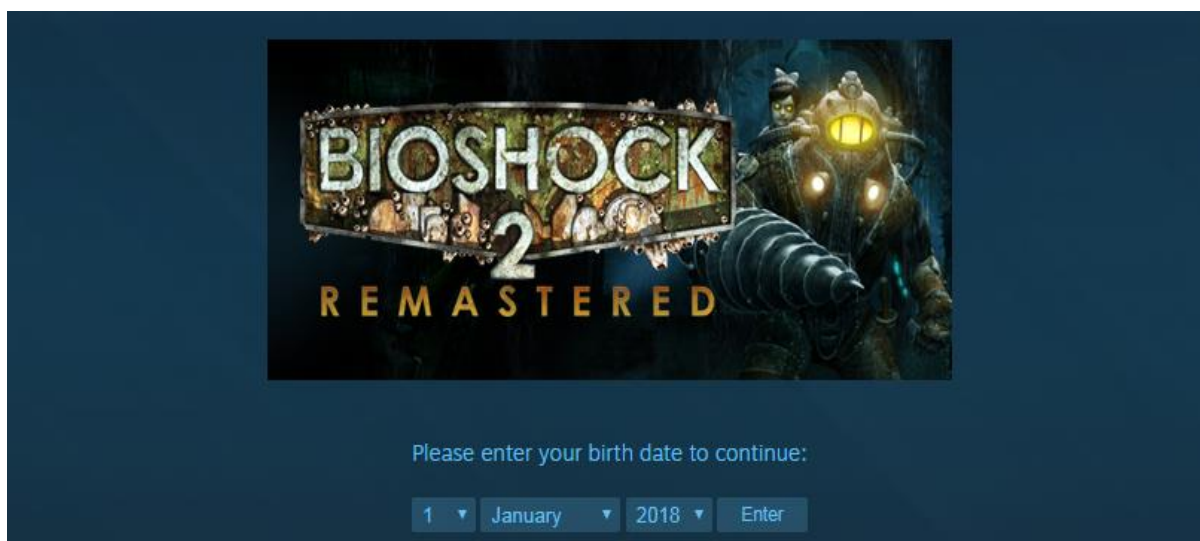 BIOSHOCK
2
REMASTERED
Please enter your birth date to continue:
1 January 2018 Enter